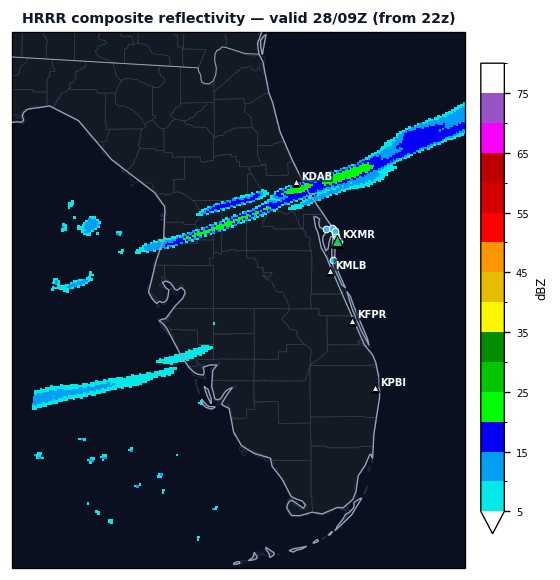 HRRR composite reflectivity — valid 28/09Z (from 22z)
75
65
KDAB
55
KXMR
45
KMLB
dBZ
35
KFPR
25
KPBI
15
5